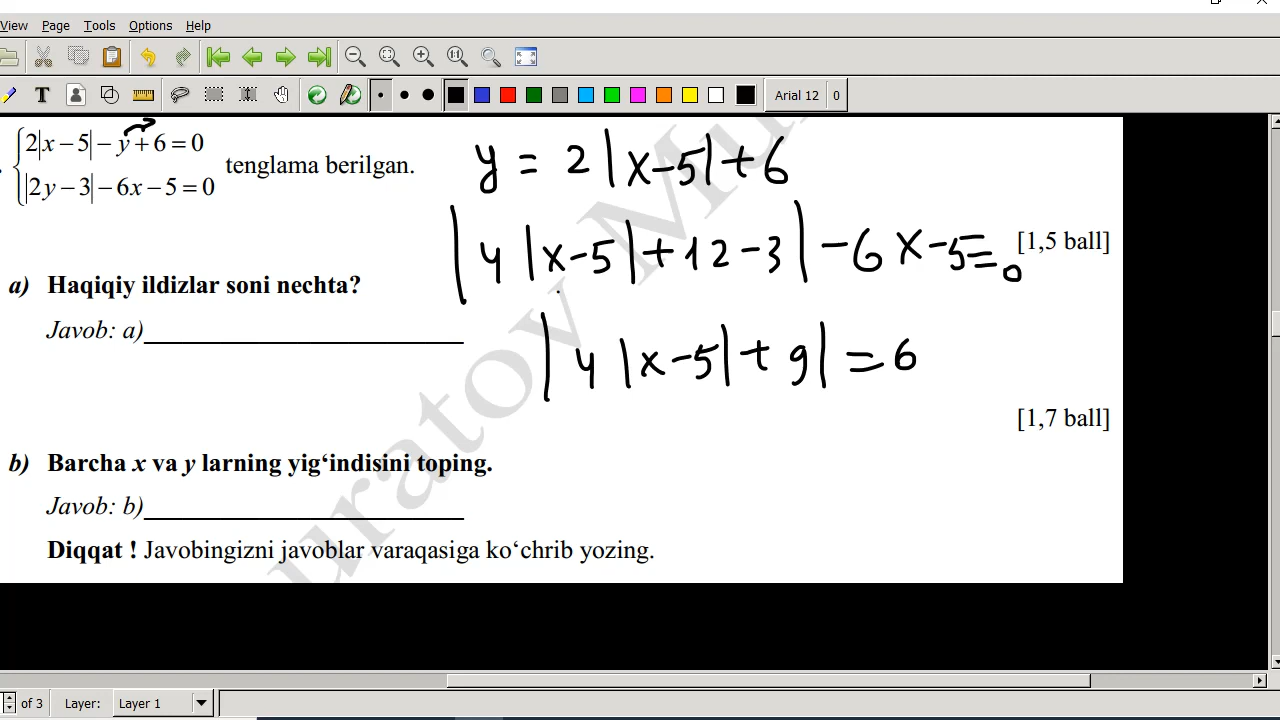 View Page Tools Options Help
Arial 12 0
2|x − 5| − y + 6 = 0
|2y − 3| − 6x − 5 = 0
tenglama berilgan.
y = 2|x−5|+6
|4|x−5|+12−3|−6x−5=0
[1,5 ball]
a) Haqiqiy ildizlar soni nechta?
Javob: a)
|4|x−5|+9|=6
[1,7 ball]
b) Barcha x va y larning yig‘indisini toping.
Javob: b)
Diqqat ! Javobingizni javoblar varaqasiga ko‘chrib yozing.
uratov Mu
of 3 Layer: Layer 1